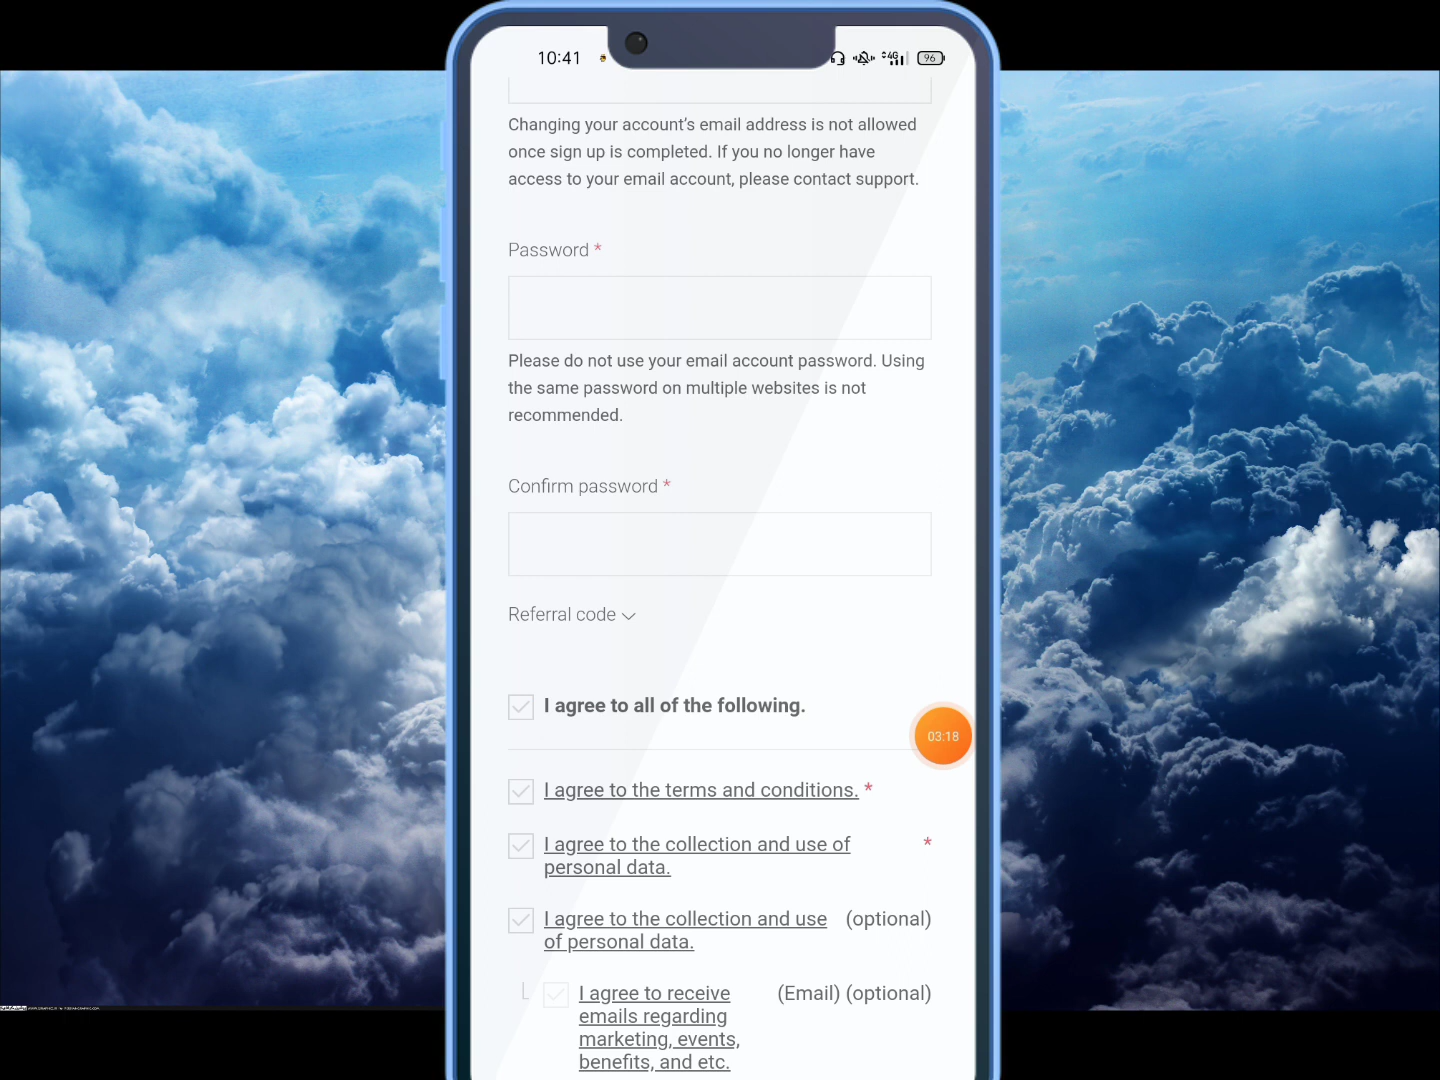 10:41
4G
96
Changing your account's email address is not allowed
once sign up is completed. If you no longer have
access to your email account, please contact support.
Password *
Please do not use your email account password. Using
the same password on multiple websites is not
recommended.
Confirm password *
Referral code
I agree to all of the following.
03:18
I agree to the terms and conditions. *
I agree to the collection and use of *
personal data.
I agree to the collection and use (optional)
of personal data.
I agree to receive (Email) (optional)
emails regarding
marketing, events,
benefits, and etc.